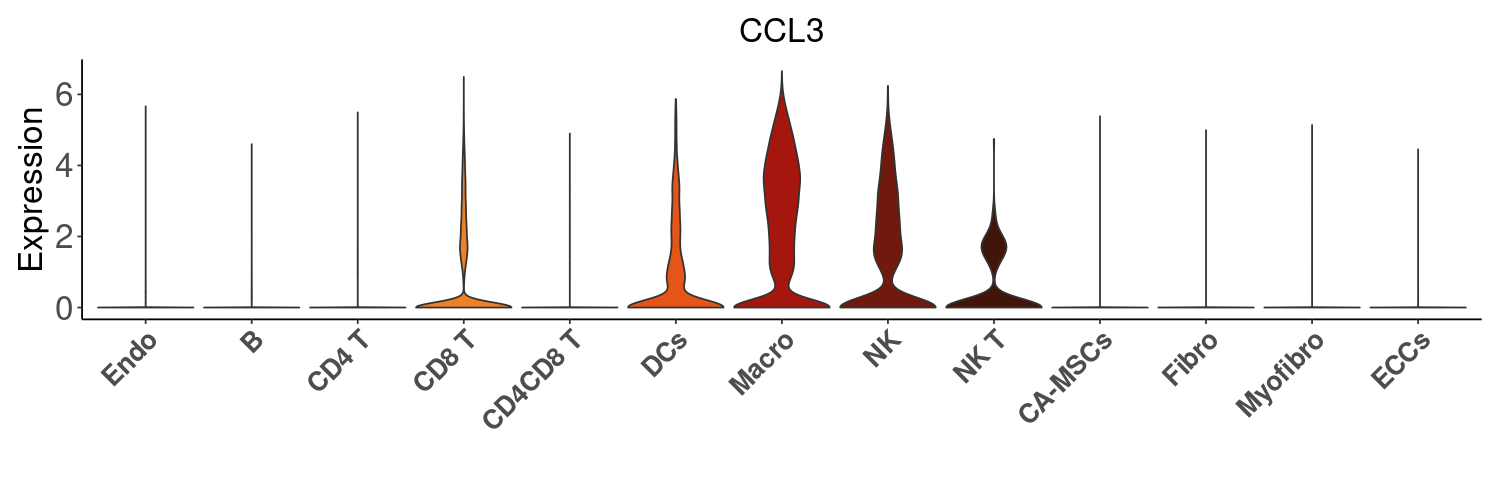 CCL3
Expression
6
4
2
0
Endo
B
CD4 T
CD8 T
CD4CD8 T
DCs
Macro
NK
NK T
CA-MSCs
Fibro
Myofibro
ECCs